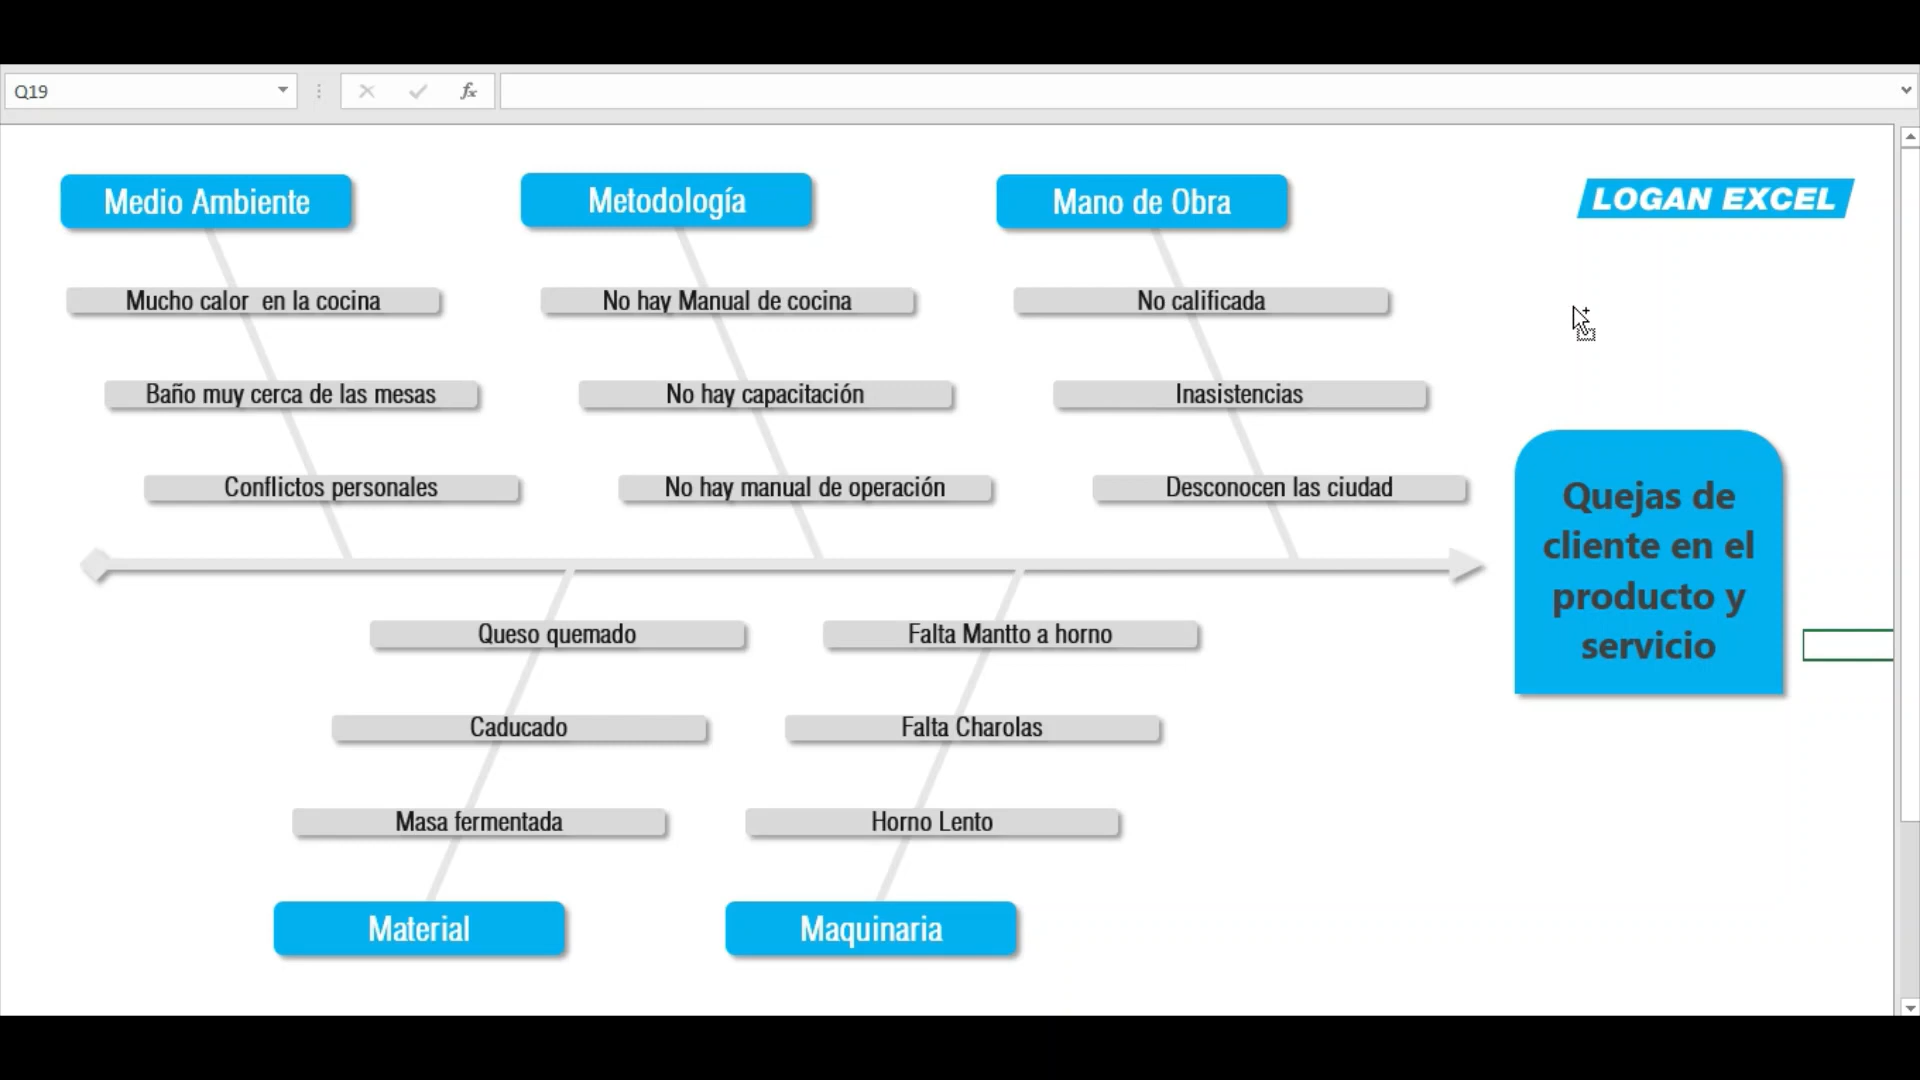 Q19
fx
Medio Ambiente
Metodología
Mano de Obra
LOGAN EXCEL
Mucho calor en la cocina
No hay Manual de cocina
No calificada
Baño muy cerca de las mesas
No hay capacitación
Inasistencias
Conflictos personales
No hay manual de operación
Desconocen las ciudad
Quejas de
cliente en el
producto y
servicio
Queso quemado
Falta Mantto a horno
Caducado
Falta Charolas
Masa fermentada
Horno Lento
Material
Maquinaria